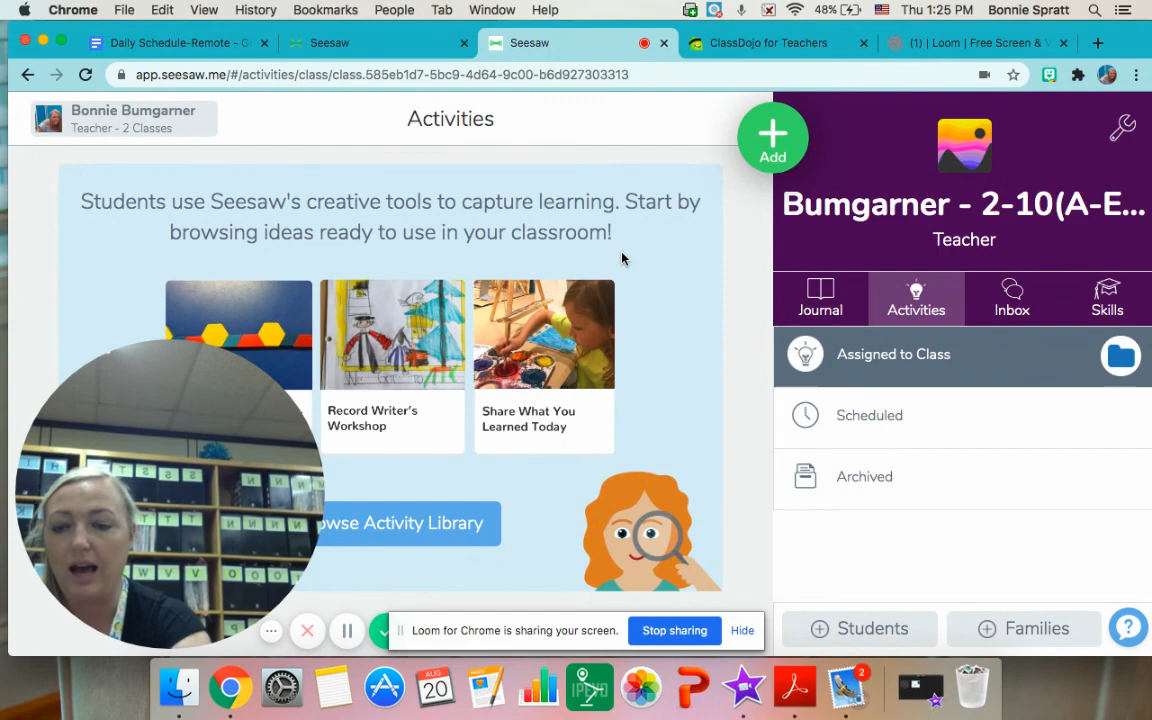 Chrome File Edit View History Bookmarks People Tab Window Help 48% Thu 1:25 PM Bonnie Spratt
Daily Schedule-Remote - G Seesaw Seesaw ClassDojo for Teachers (1) | Loom | Free Screen & V
app.seesaw.me/#/activities/class/class.585eb1d7-5bc9-4d64-9c00-b6d927303313
Bonnie Bumgarner
Teacher - 2 Classes
Activities
Add
Students use Seesaw's creative tools to capture learning. Start by
browsing ideas ready to use in your classroom!
Record Writer's
Workshop
Share What You
Learned Today
owse Activity Library
Bumgarner - 2-10(A-E...
Teacher
Journal Activities Inbox Skills
Assigned to Class
Scheduled
Archived
Students Families ?
Loom for Chrome is sharing your screen. Stop sharing Hide
AUG
20
IPEVO
2